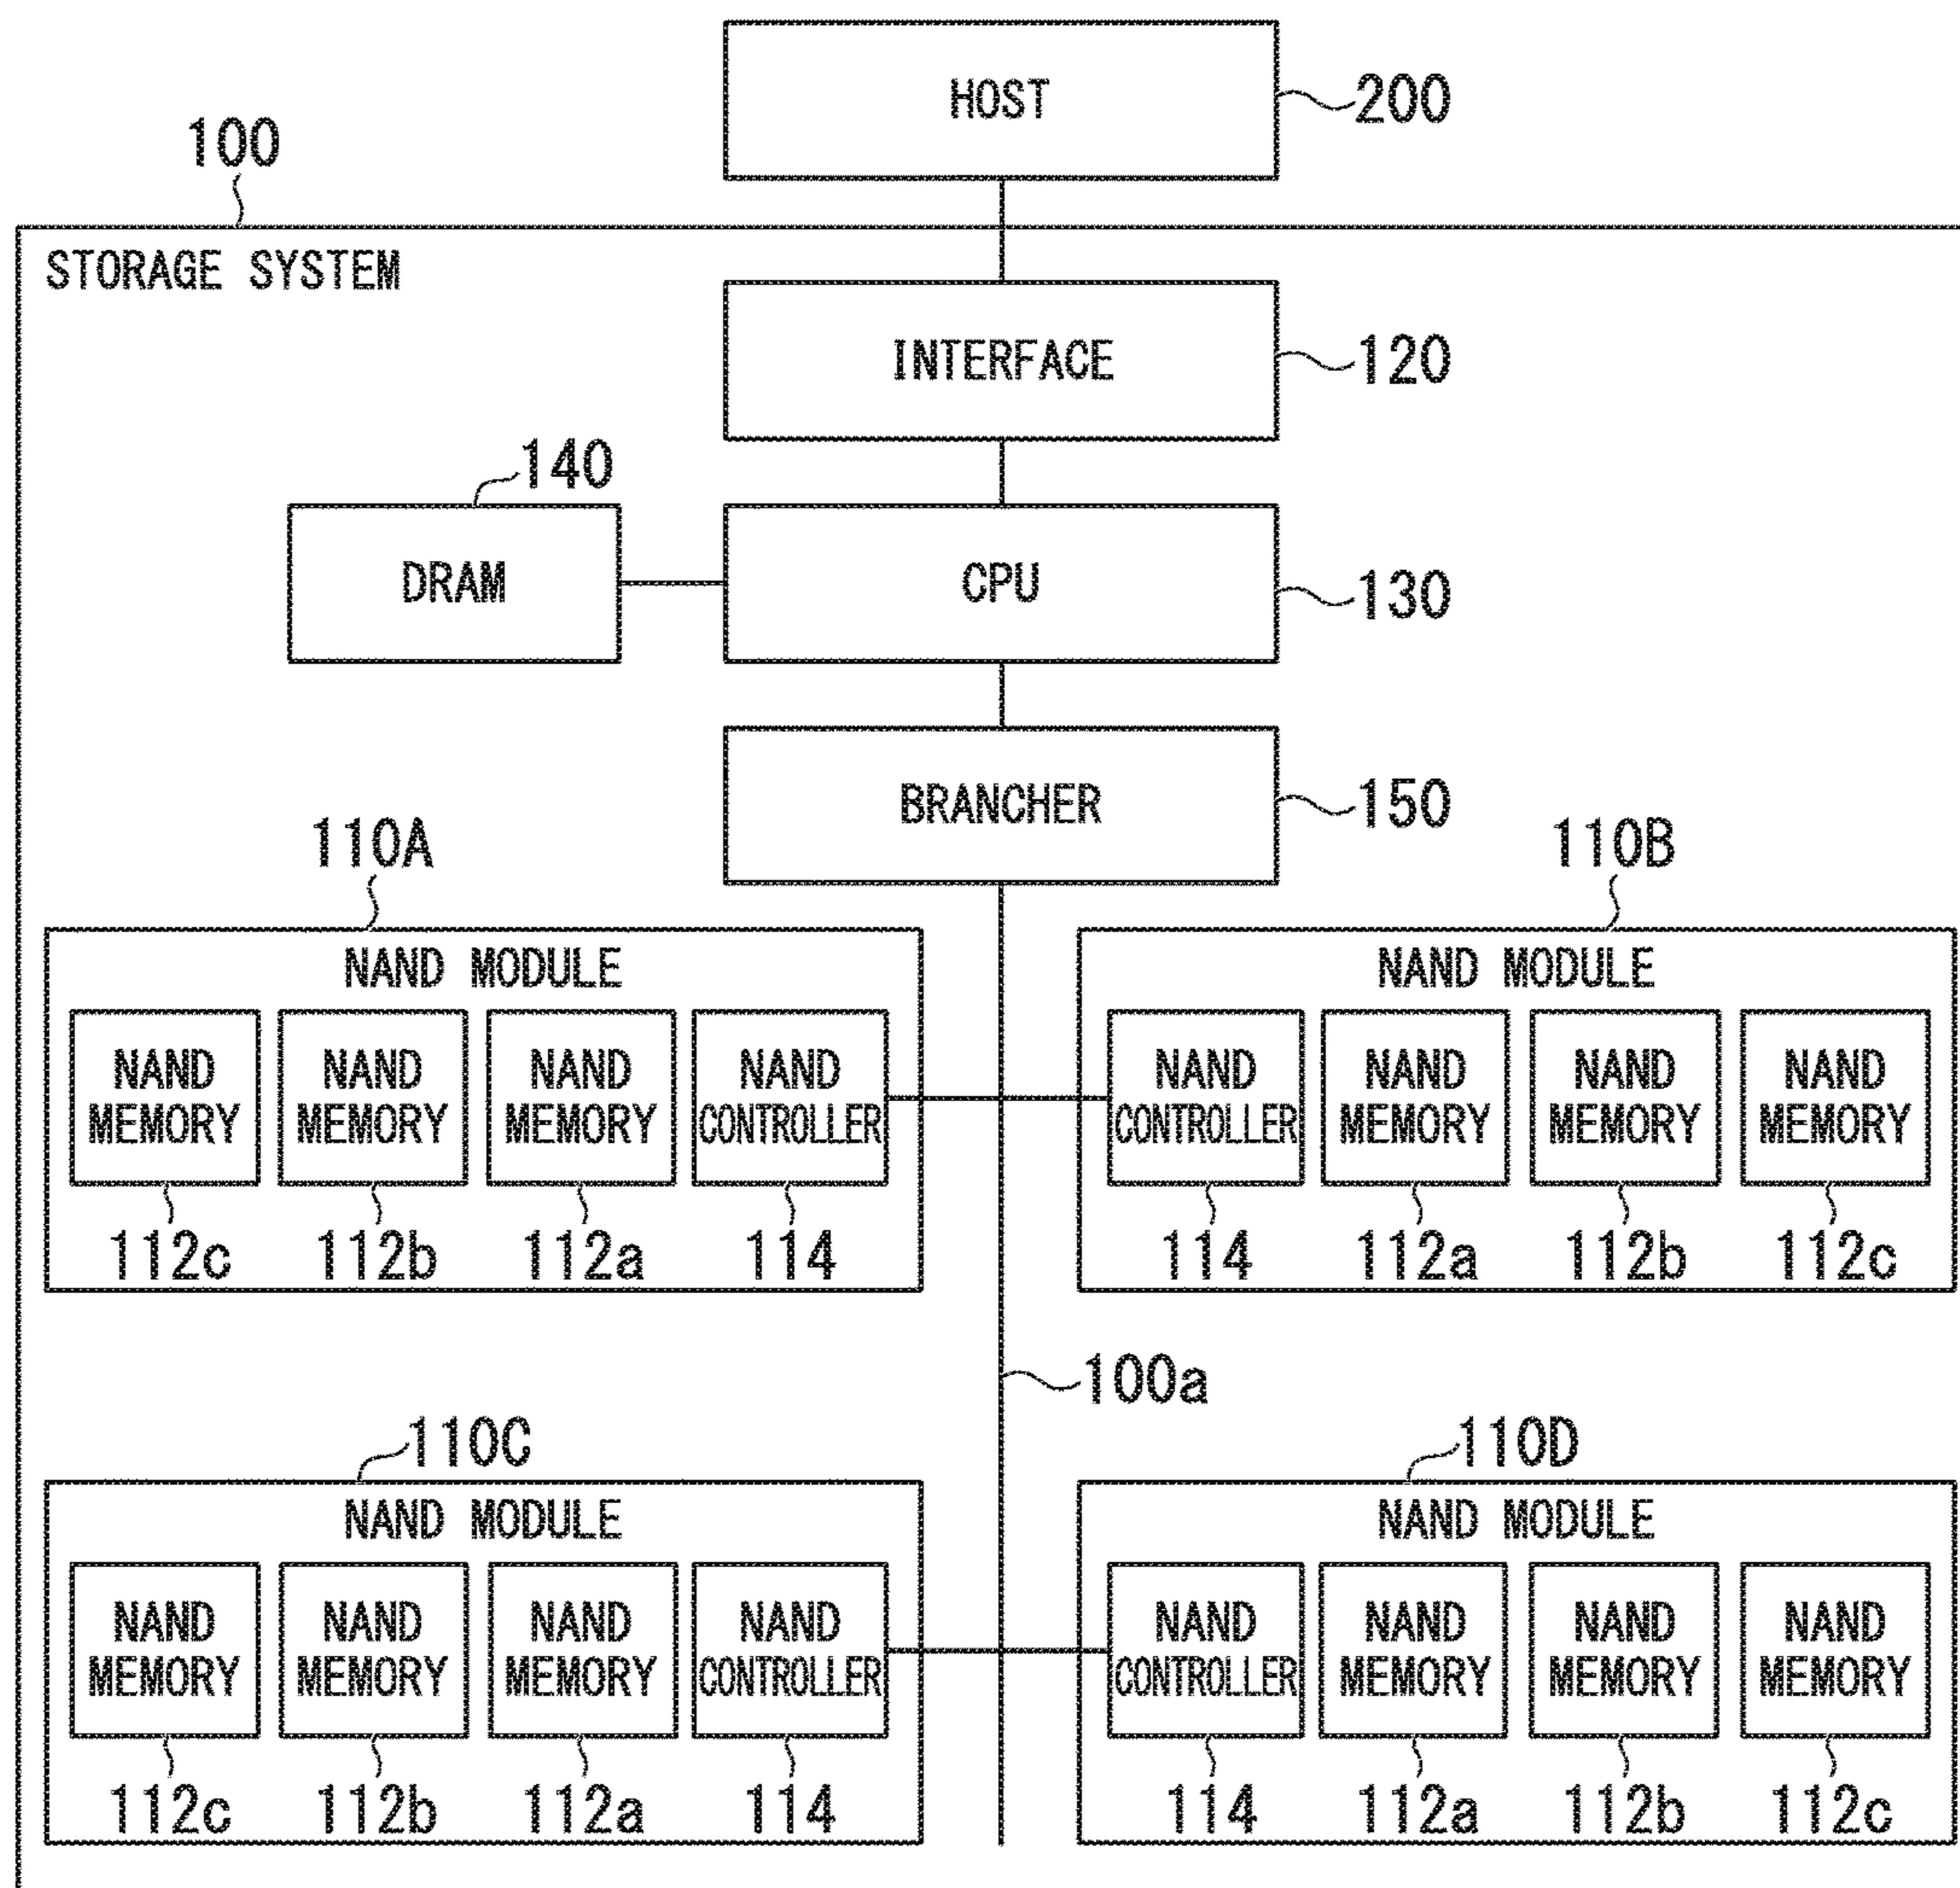 HOST
200
100
STORAGE SYSTEM
INTERFACE
120
140
DRAM
CPU
130
BRANCHER
150
110A
110B
NAND MODULE
NAND MODULE
NAND
MEMORY
NAND
MEMORY
NAND
MEMORY
NAND
CONTROLLER
NAND
CONTROLLER
NAND
MEMORY
NAND
MEMORY
NAND
MEMORY
112c
112b
112a
114
114
112a
112b
112c
100a
110C
110D
NAND MODULE
NAND MODULE
NAND
MEMORY
NAND
MEMORY
NAND
MEMORY
NAND
CONTROLLER
NAND
CONTROLLER
NAND
MEMORY
NAND
MEMORY
NAND
MEMORY
112c
112b
112a
114
114
112a
112b
112c